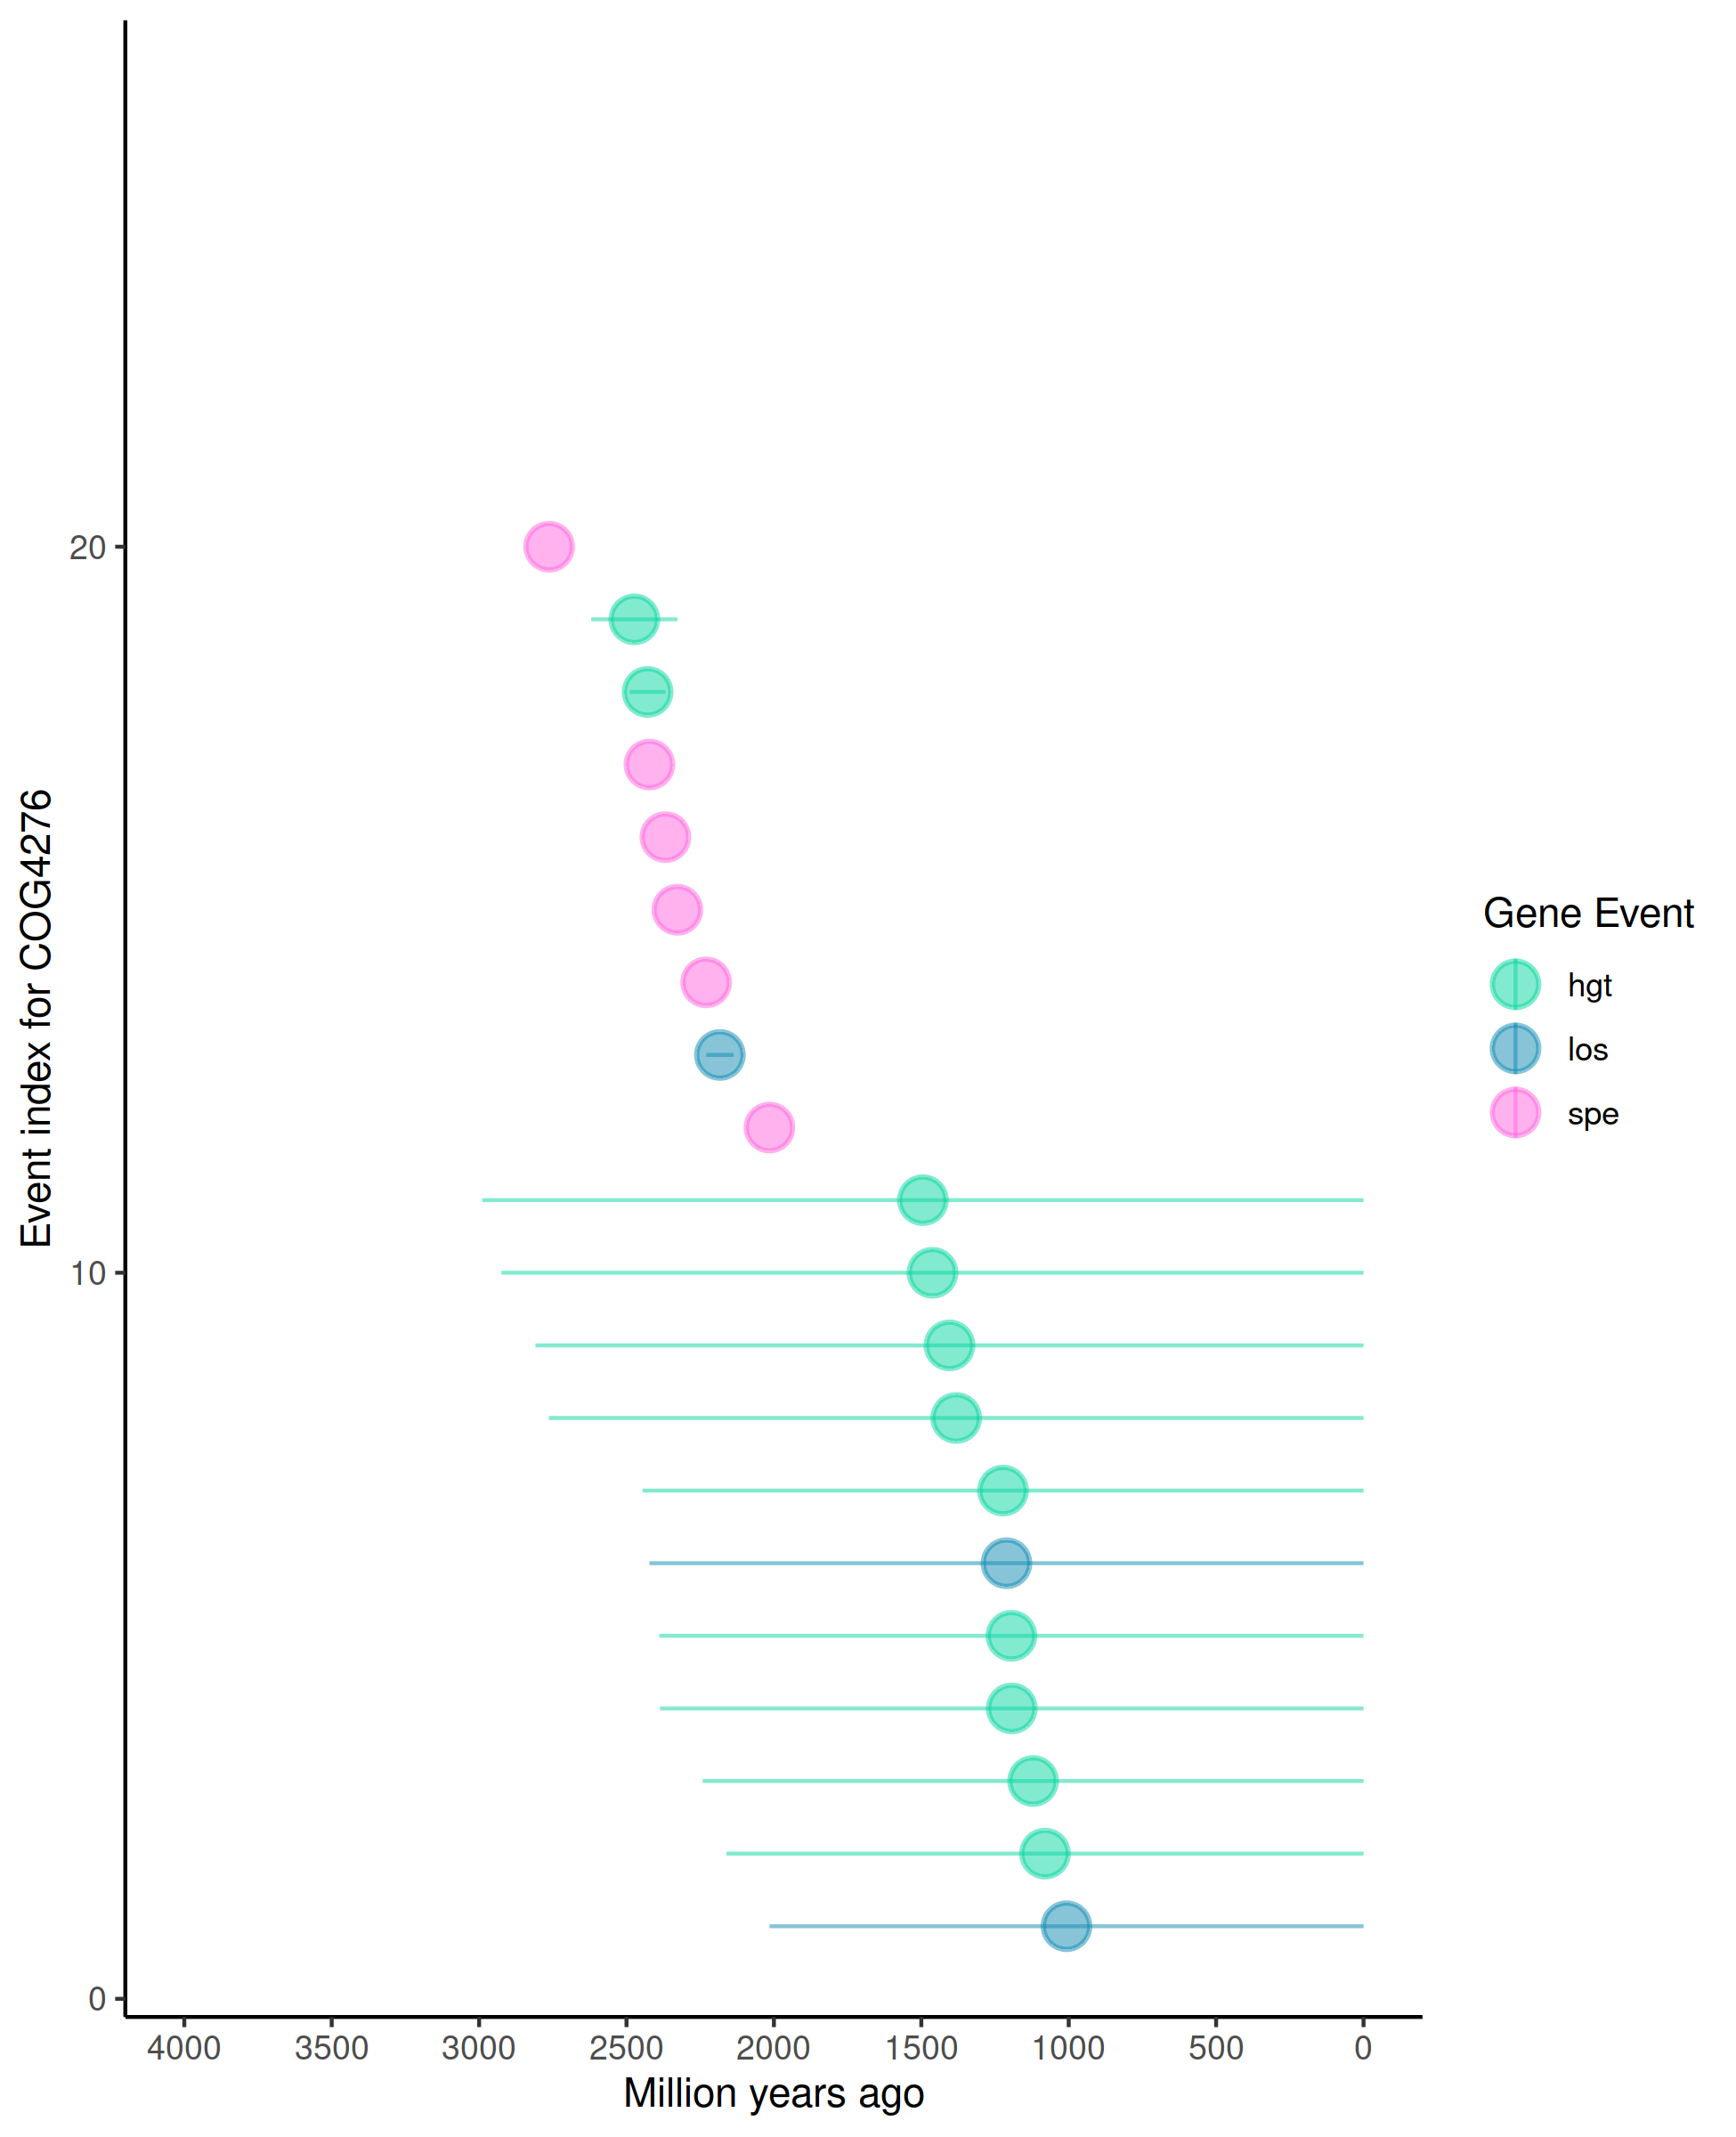 Event index for COG4276
20
10
0
4000 3500 3000 2500 2000 1500 1000 500 0
Million years ago
Gene Event
hgt
los
spe